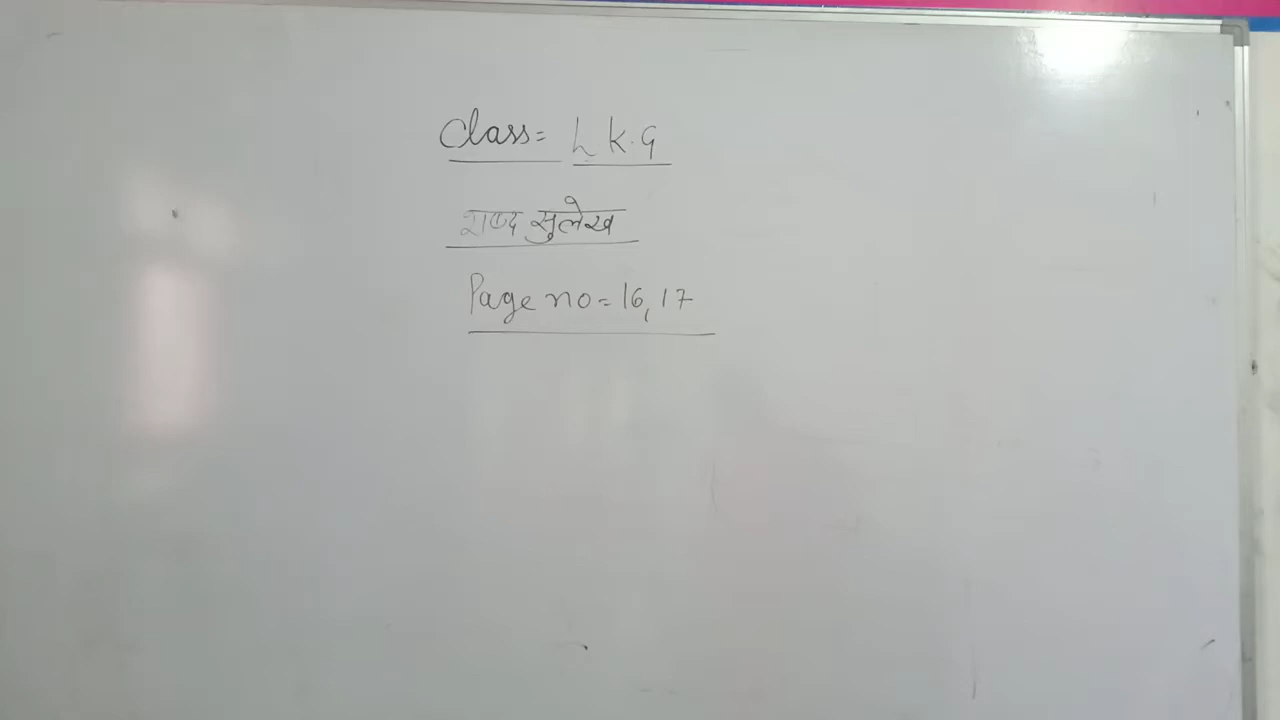 Class= L K.G
शब्द सुलेख
Page no = 16, 17